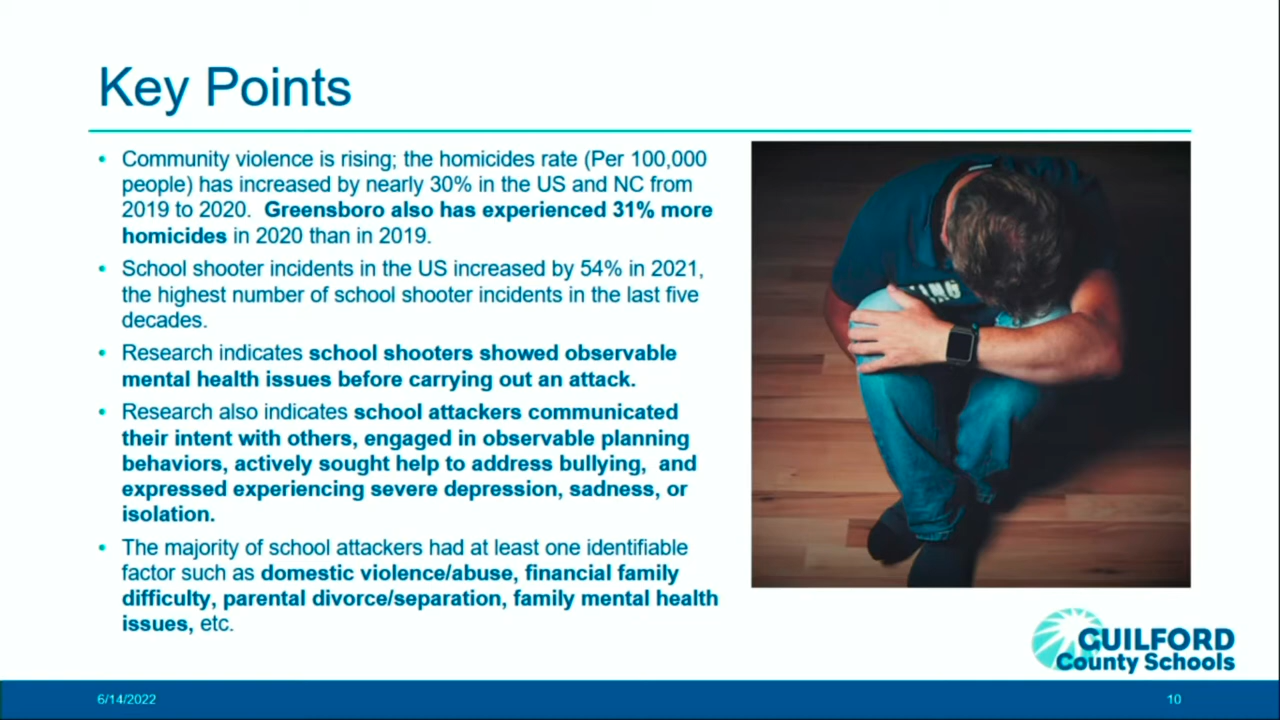 Key Points
• Community violence is rising; the homicides rate (Per 100,000
people) has increased by nearly 30% in the US and NC from
2019 to 2020.  Greensboro also has experienced 31% more
homicides in 2020 than in 2019.
• School shooter incidents in the US increased by 54% in 2021,
the highest number of school shooter incidents in the last five
decades.
• Research indicates school shooters showed observable
mental health issues before carrying out an attack.
• Research also indicates school attackers communicated
their intent with others, engaged in observable planning
behaviors, actively sought help to address bullying,  and
expressed experiencing severe depression, sadness, or
isolation.
• The majority of school attackers had at least one identifiable
factor such as domestic violence/abuse, financial family
difficulty, parental divorce/separation, family mental health
issues, etc.
GUILFORD
County Schools
6/14/2022
10